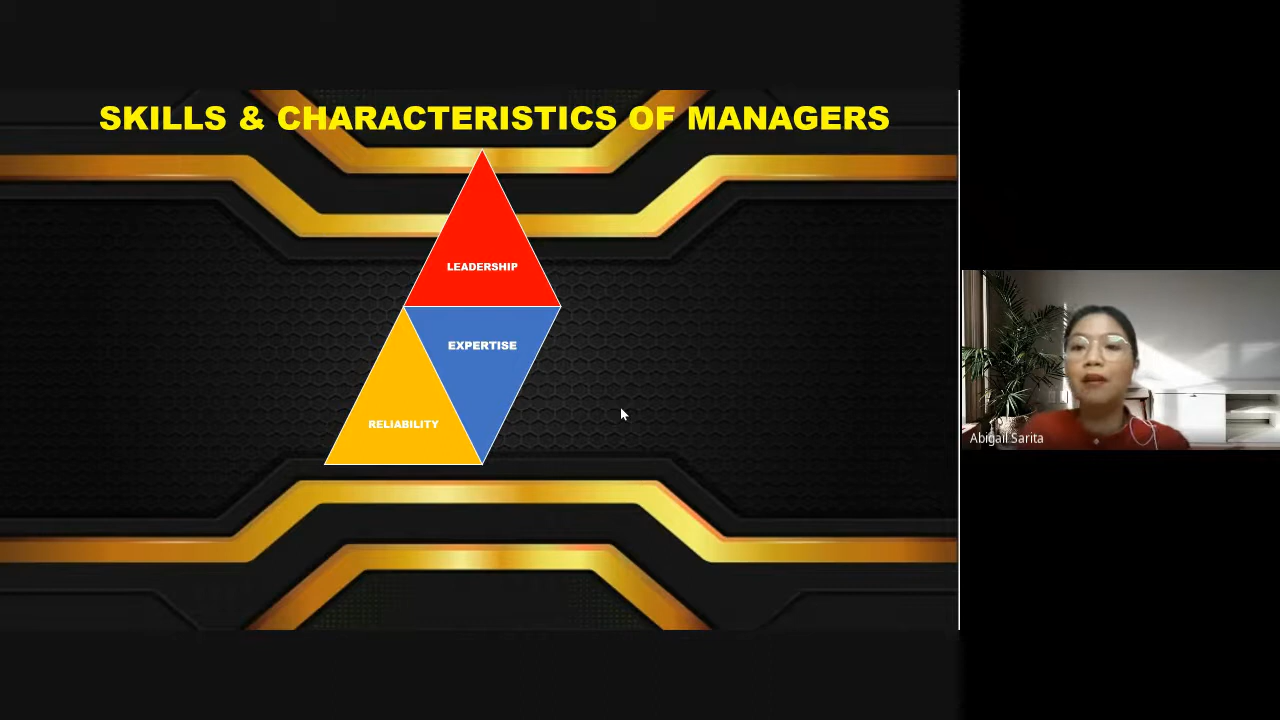 SKILLS & CHARACTERISTICS OF MANAGERS
LEADERSHIP
EXPERTISE
RELIABILITY
Abigail Sarita